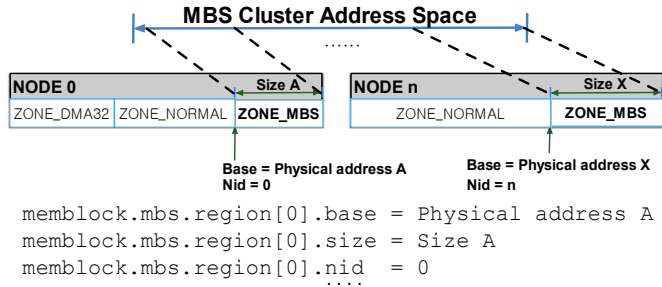 MBS Cluster Address Space
......
NODE 0 Size A NODE n Size X
ZONE_DMA32 ZONE_NORMAL ZONE_MBS ZONE_NORMAL ZONE_MBS
Base = Physical address A Base = Physical address X
Nid = 0 Nid = n
memblock.mbs.region[0].base = Physical address A
memblock.mbs.region[0].size = Size A
memblock.mbs.region[0].nid = 0
....